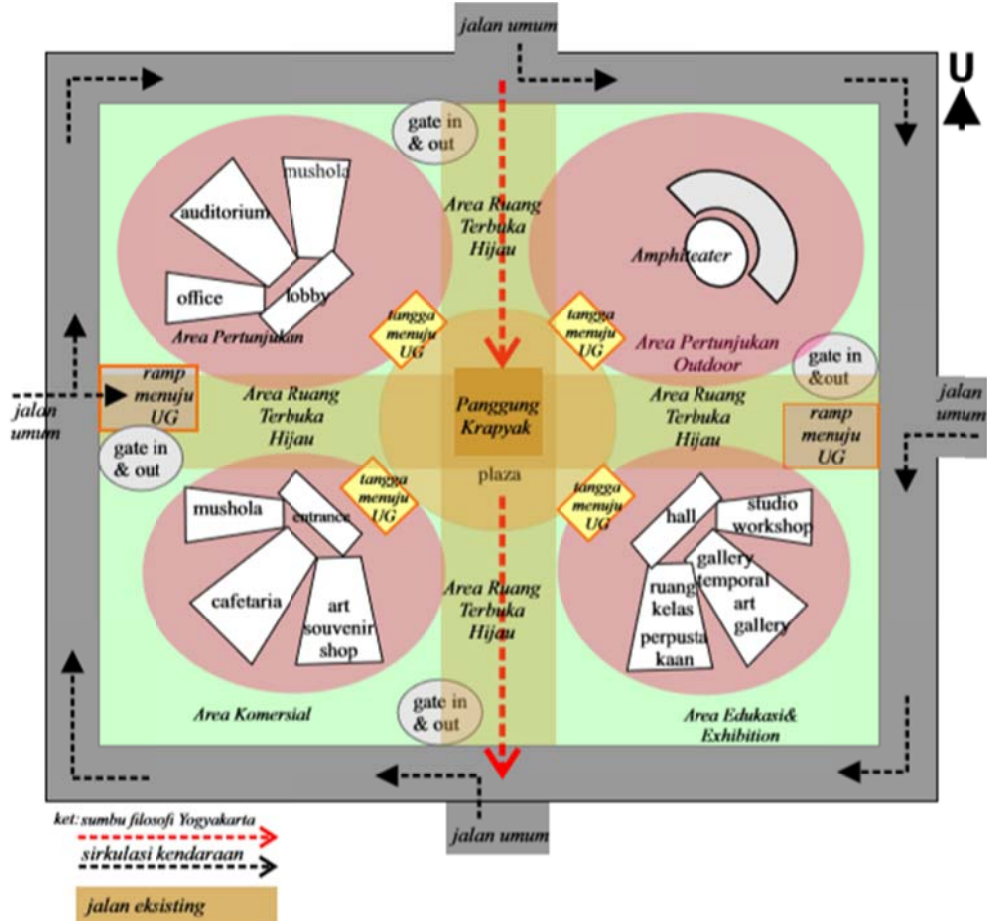 jalan umum
U
gate in
& out
mushola
auditorium
office
lobby
Area Pertunjukan
Area Ruang
Terbuka
Hijau
Amphiteater
tangga
menuju
UG
tangga
menuju
UG
Area Pertunjukan
Outdoor
gate in
&out
ramp
menuju
UG
jalan
umum
gate in
& out
Area Ruang
Terbuka
Hijau
Panggung
Krapyak
plaza
Area Ruang
Terbuka
Hijau
ramp
menuju
UG
jalan
umum
mushola
entrance
cafetaria
art
souvenir
shop
tangga
menuju
UG
tangga
menuju
UG
hall
studio
workshop
gallery
temporal
art
gallery
ruang
kelas
perpusta
kaan
Area Ruang
Terbuka
Hijau
Area Komersial
gate in
& out
Area Edukasi&
Exhibition
jalan umum
ket: sumbu filosofi Yogyakarta
sirkulasi kendaraan
jalan eksisting